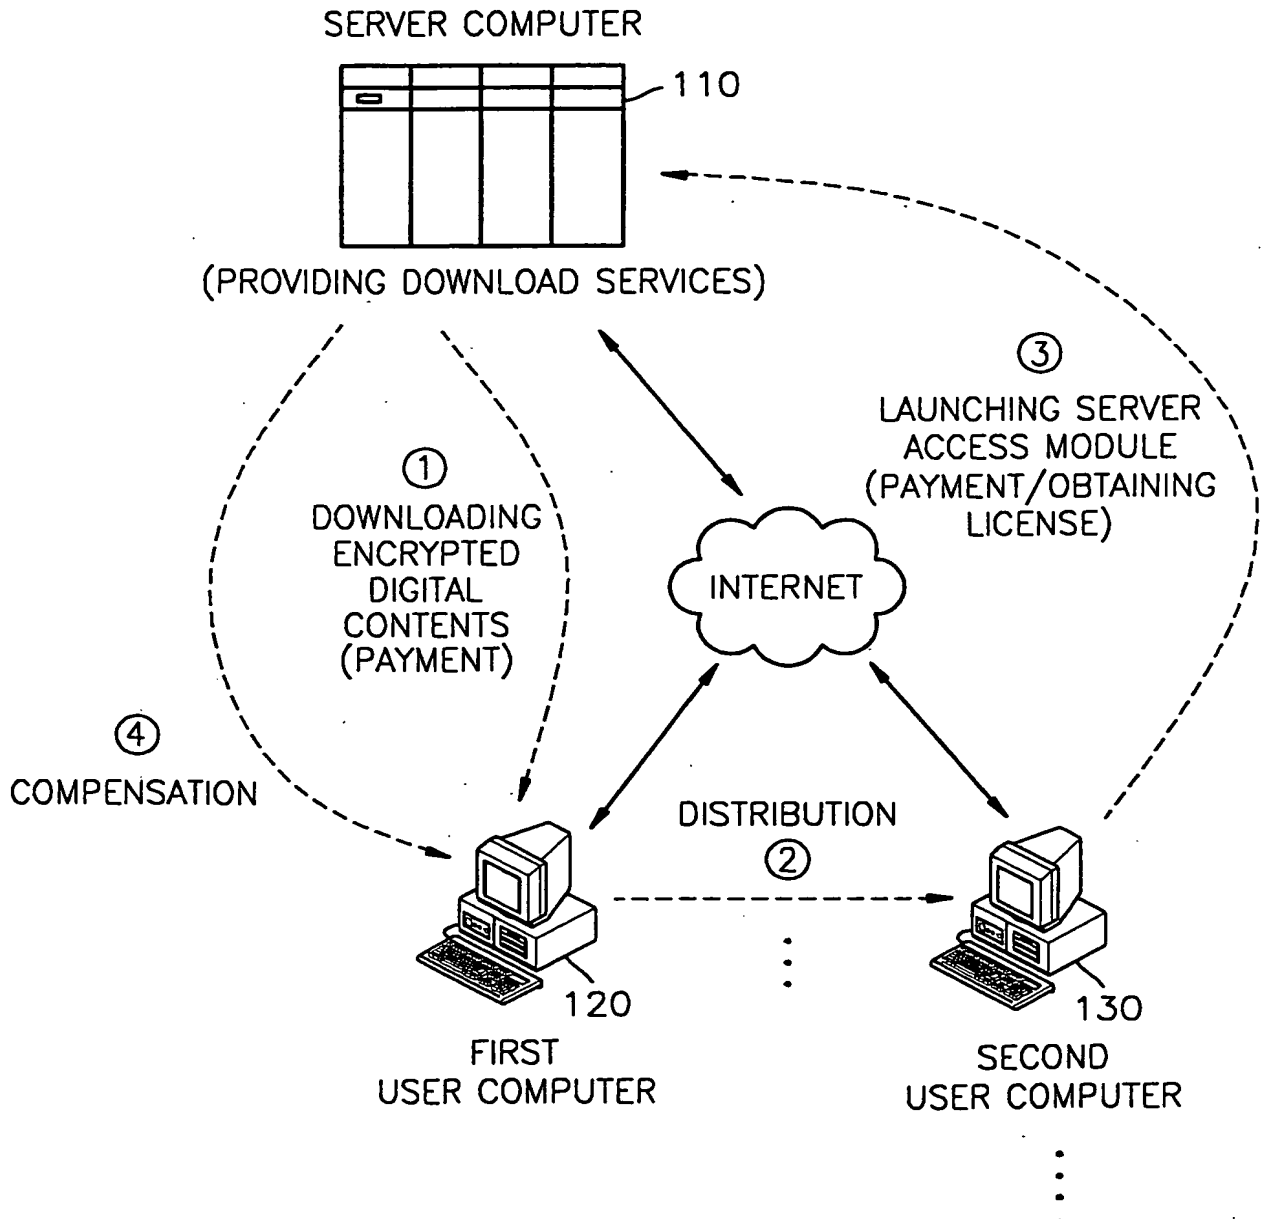 SERVER COMPUTER
110
(PROVIDING DOWNLOAD SERVICES)
3
LAUNCHING SERVER
ACCESS MODULE
(PAYMENT/OBTAINING
LICENSE)
1
DOWNLOADING
ENCRYPTED
DIGITAL
CONTENTS
(PAYMENT)
INTERNET
4
COMPENSATION
DISTRIBUTION
2
120
FIRST
USER COMPUTER
130
SECOND
USER COMPUTER